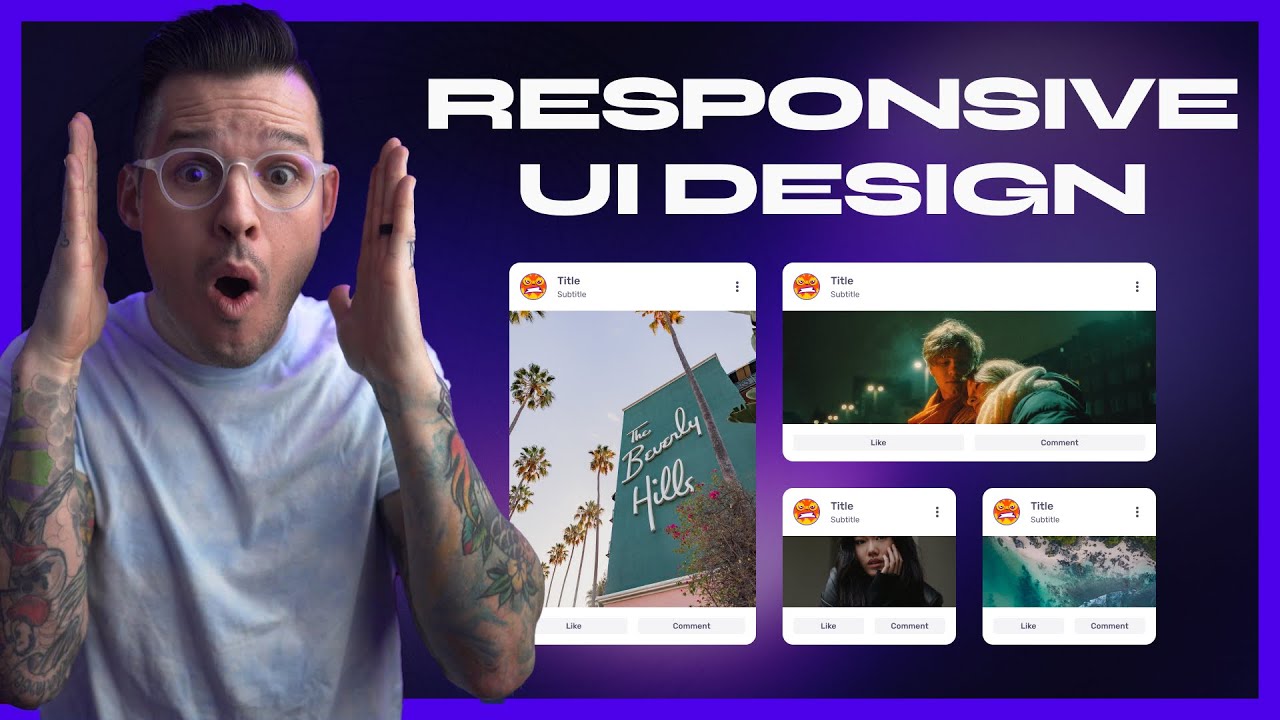 RESPONSIVE
UI DESIGN
Title
Subtitle
The
Beverly
Hills
Like
Comment
Title
Subtitle
Like
Comment
Title
Subtitle
Like
Comment
Title
Subtitle
Like
Comment